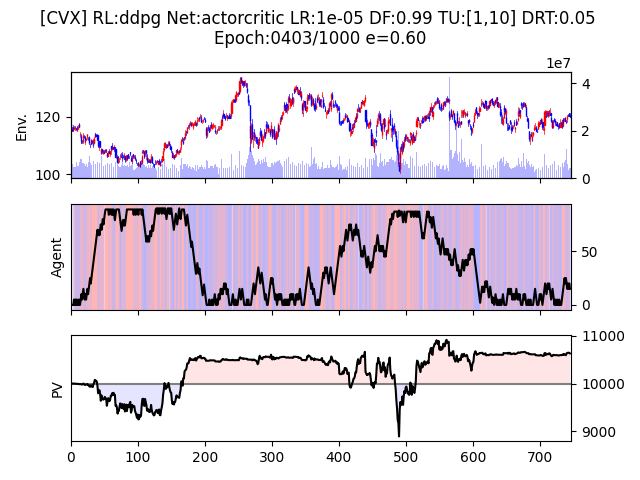 [CVX] RL:ddpg Net:actorcritic LR:1e-05 DF:0.99 TU:[1,10] DRT:0.05
Epoch:0403/1000 e=0.60
1e7
Env.
120
100
4
2
0
Agent
50
0
PV
11000
10000
9000
0 100 200 300 400 500 600 700